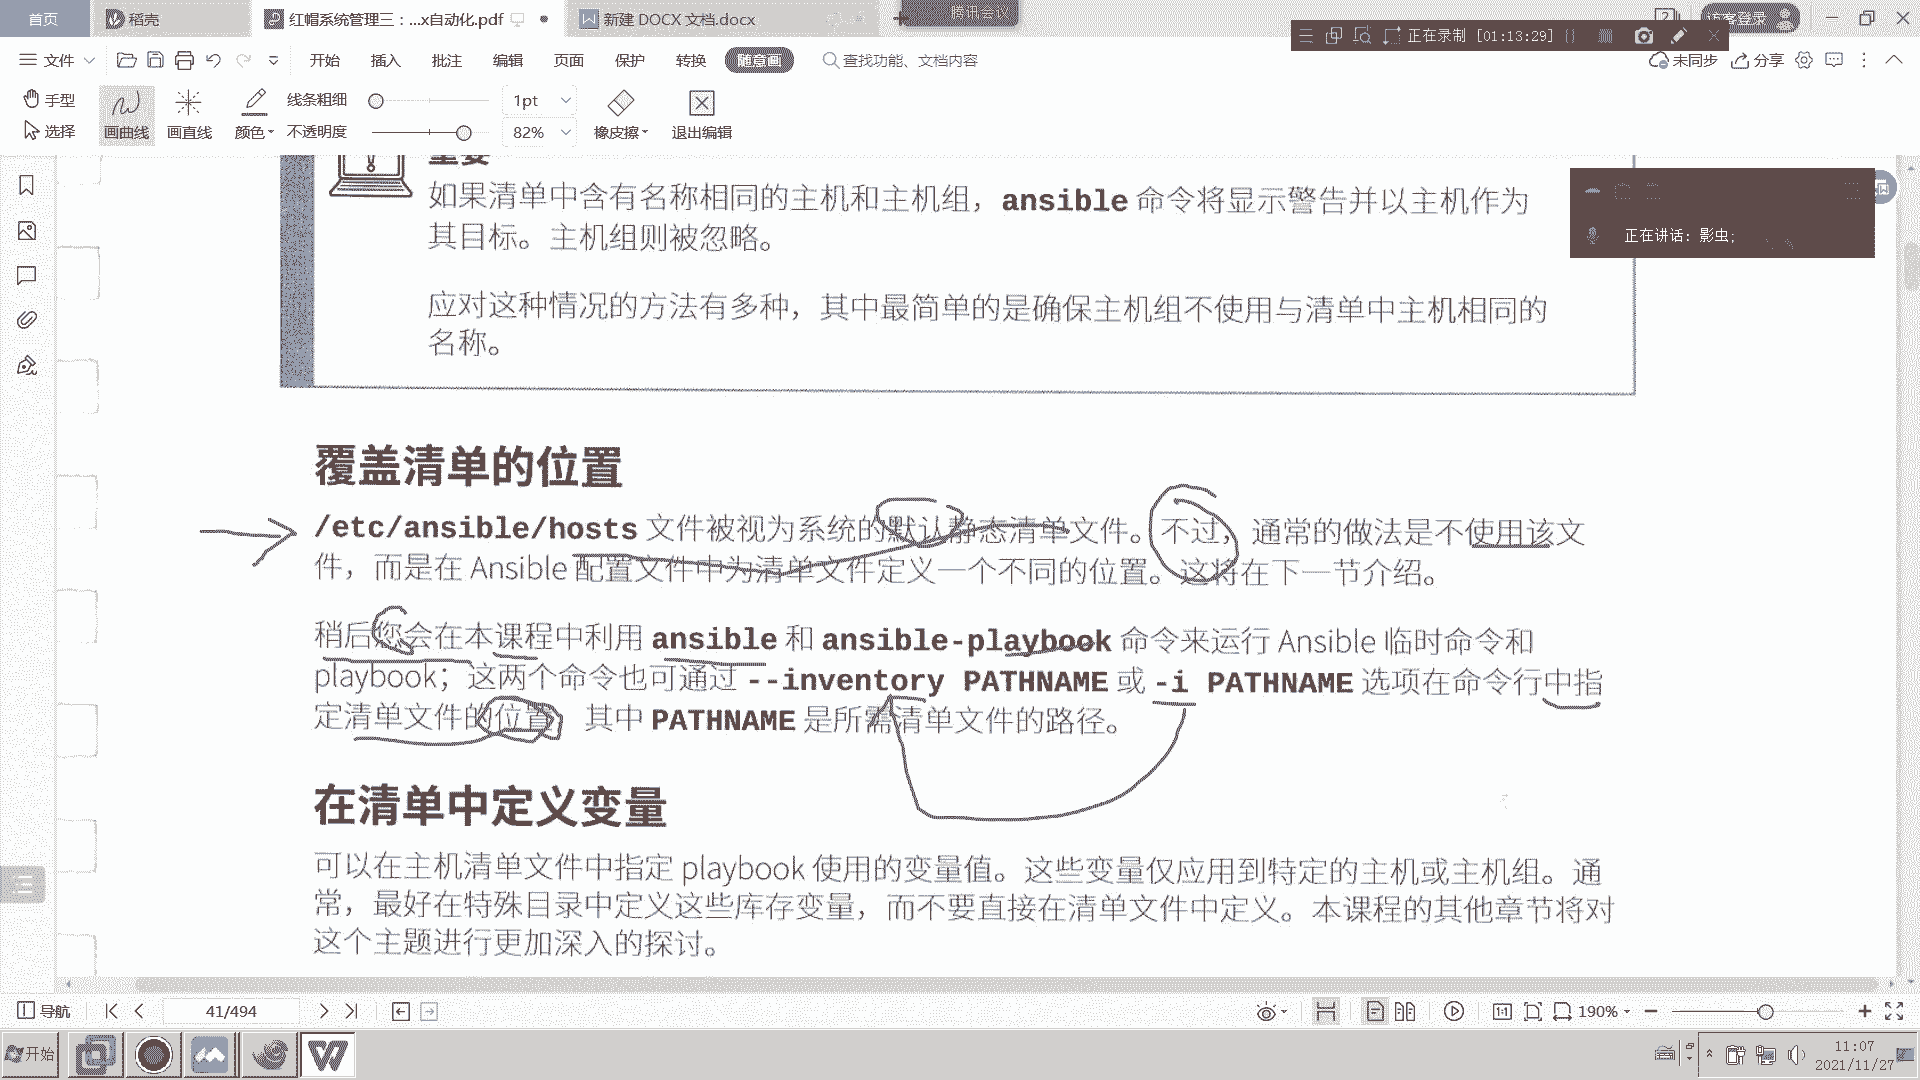 首页
稻壳
红帽系统管理三：...x自动化.pdf
新建 DOCX 文档.docx
腾讯会议
访客登录
正在录制 [01:13:29]
文件
开始
插入
批注
编辑
页面
保护
转换
随意画
查找功能、文档内容
未同步
分享
手型
选择
画曲线
画直线
颜色
线条粗细
不透明度
1pt
82%
橡皮擦
退出编辑
正在讲话: 影虫;
重要
如果清单中含有名称相同的主机和主机组，ansible 命令将显示警告并以主机作为
其目标。主机组则被忽略。
应对这种情况的方法有多种，其中最简单的是确保主机组不使用与清单中主机相同的
名称。
覆盖清单的位置
/etc/ansible/hosts 文件被视为系统的默认静态清单文件。不过，通常的做法是不使用该文
件，而是在 Ansible 配置文件中为清单文件定义一个不同的位置。这将在下一节介绍。
稍后您会在本课程中利用 ansible 和 ansible-playbook 命令来运行 Ansible 临时命令和
playbook；这两个命令也可通过 --inventory PATHNAME 或 -i PATHNAME 选项在命令行中指
定清单文件的位置 其中 PATHNAME 是所需清单文件的路径。
在清单中定义变量
可以在主机清单文件中指定 playbook 使用的变量值。这些变量仅应用到特定的主机或主机组。通
常，最好在特殊目录中定义这些库存变量，而不要直接在清单文件中定义。本课程的其他章节将对
这个主题进行更加深入的探讨。
导航
41/494
1:1
190%
开始
11:07
2021/11/27